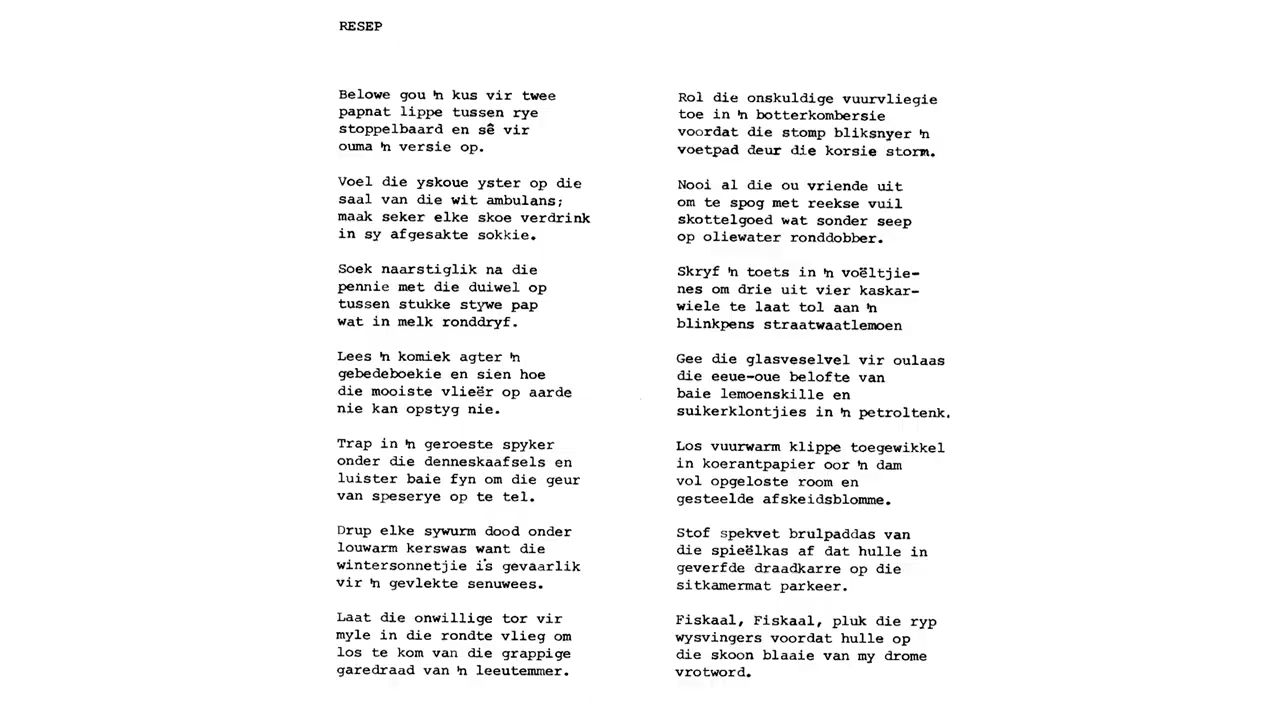 RESEP
Belowe gou 'n kus vir twee
papnat lippe tussen rye
stoppelbaard en sê vir
ouma 'n versie op.
Voel die yskoue yster op die
saal van die wit ambulans;
maak seker elke skoe verdrink
in sy afgesakte sokkie.
Soek naarstiglik na die
pennie met die duiwel op
tussen stukke stywe pap
wat in melk ronddryf.
Lees 'n komiek agter 'n
gebedeboekie en sien hoe
die mooiste vlieër op aarde
nie kan opstyg nie.
Trap in 'n geroeste spyker
onder die denneskaafsels en
luister baie fyn om die geur
van speserye op te tel.
Drup elke sywurm dood onder
louwarm kerswas want die
wintersonnetjie is gevaarlik
vir 'n gevlekte senuwees.
Laat die onwillige tor vir
myle in die rondte vlieg om
los te kom van die grappige
garedraad van 'n leeutemmer.
Rol die onskuldige vuurvliegie
toe in 'n botterkombersie
voordat die stomp bliksnyer 'n
voetpad deur die korsie storm.
Nooi al die ou vriende uit
om te spog met reekse vuil
skottelgoed wat sonder seep
op oliewater ronddobber.
Skryf 'n toets in 'n voëltjie-
nes om drie uit vier kaskar-
wiele te laat tol aan 'n
blinkpens straatwaatlemoen
Gee die glasveselvel vir oulaas
die eeue-oue belofte van
baie lemoenskille en
suikerklontjies in 'n petroltenk.
Los vuurwarm klippe toegewikkel
in koerantpapier oor 'n dam
vol opgeloste room en
gesteelde afskeidsblomme.
Stof spekvet brulpaddas van
die spieëlkas af dat hulle in
geverfde draadkarre op die
sitkamermat parkeer.
Fiskaal, Fiskaal, pluk die ryp
wysvingers voordat hulle op
die skoon blaaie van my drome
vrotword.